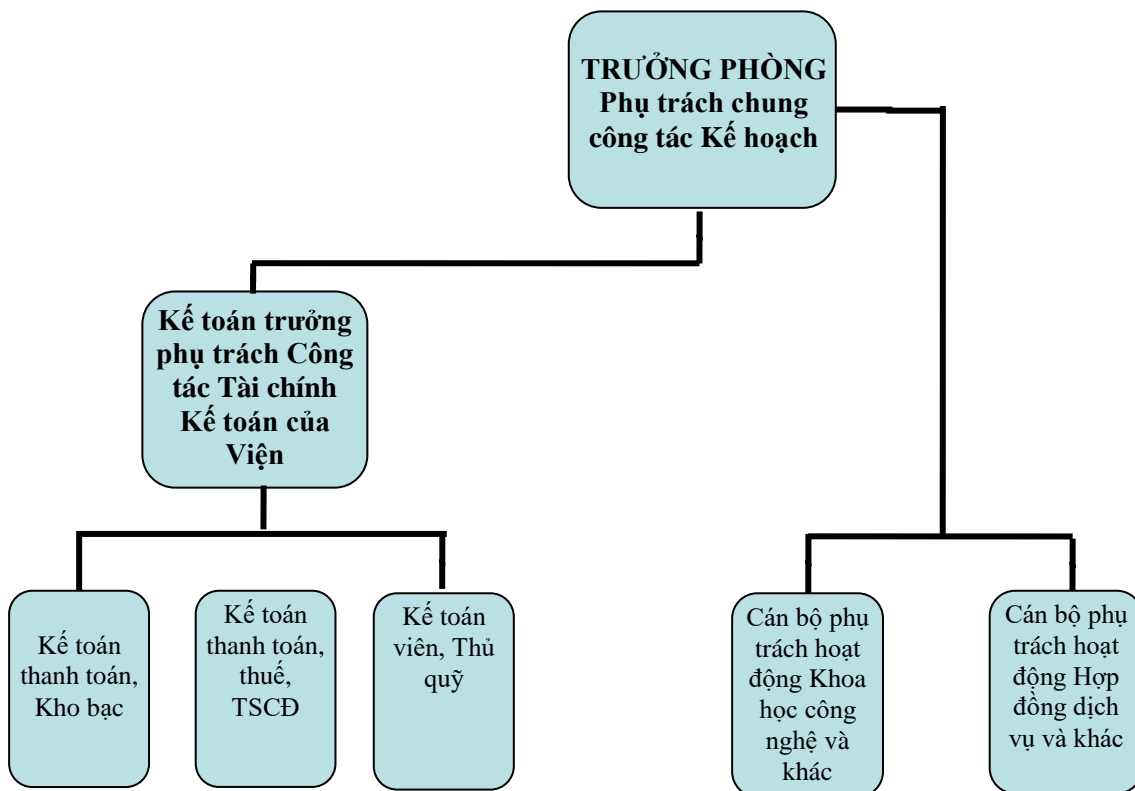 TRƯỞNG PHÒNG
Phụ trách chung
công tác Kế hoạch
Kế toán trưởng
phụ trách Công
tác Tài chính
Kế toán của
Viện
Kế toán
thanh toán,
Kho bạc
Kế toán
thanh toán,
thuế,
TSCĐ
Kế toán
viên, Thủ
quỹ
Cán bộ phụ
trách hoạt
động Khoa
học công
nghệ và
khác
Cán bộ phụ
trách hoạt
động Hợp
đồng dịch
vụ và khác